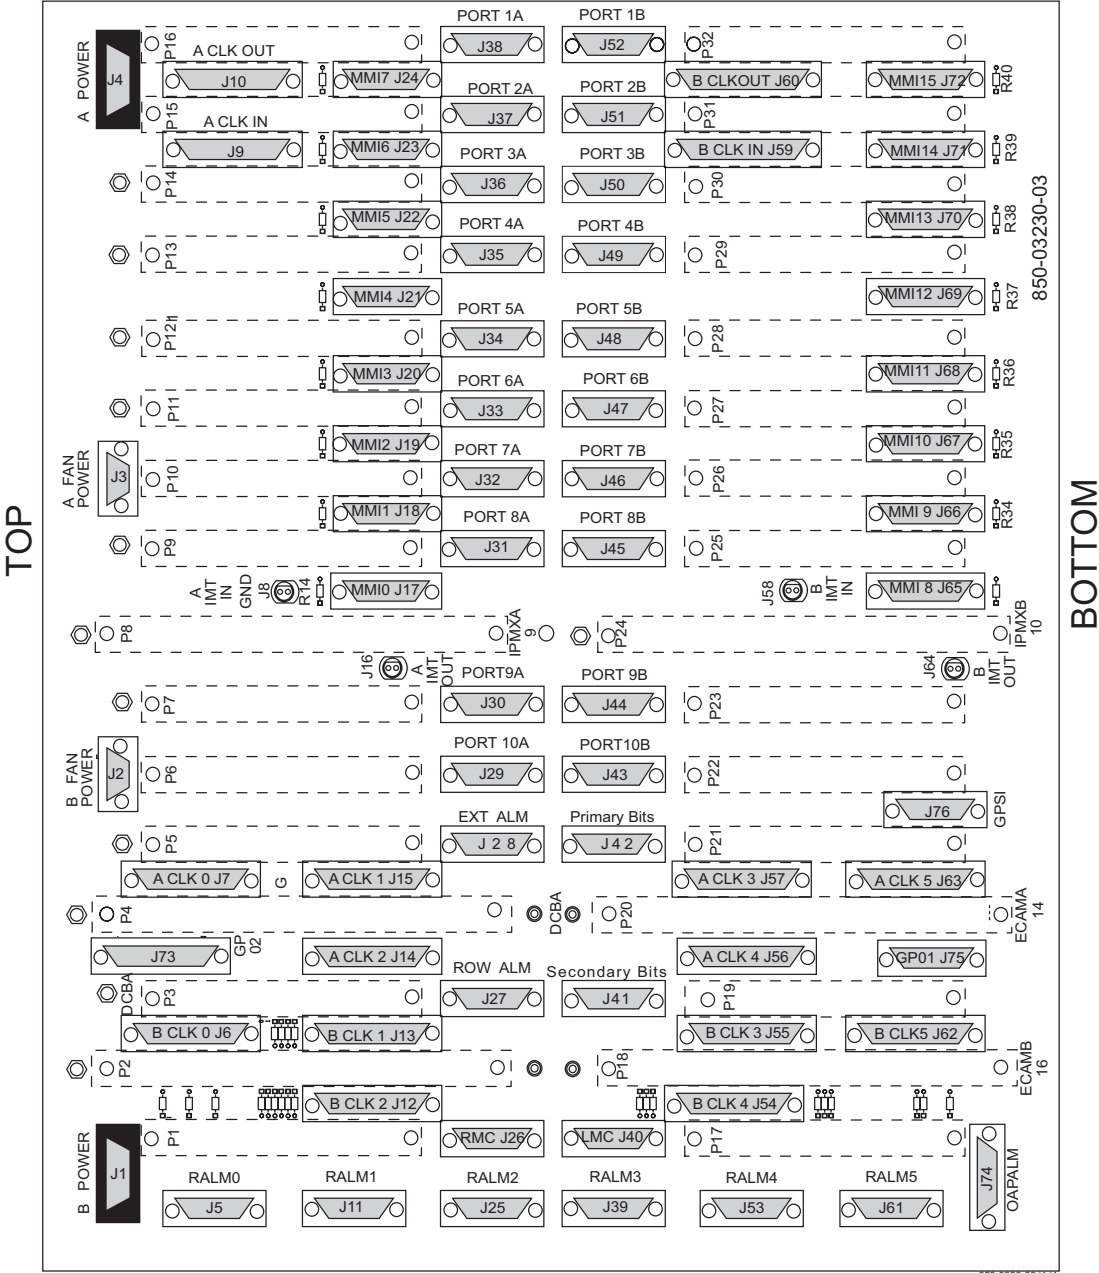 PORT 1A
PORT 1B
A POWER
J4
P16
A CLK OUT
J38
J52
P32
J10
MMI7 J24
B CLKOUT J60
MMI15 J72
R40
PORT 2A
PORT 2B
P15
A CLK IN
J37
J51
P31
J9
MMI6 J23
B CLK IN J59
MMI14 J71
R39
PORT 3A
PORT 3B
P14
J36
J50
P30
850-03230-03
MMI5 J22
MMI13 J70
R38
PORT 4A
PORT 4B
P13
J35
J49
P29
MMI4 J21
MMI12 J69
R37
PORT 5A
PORT 5B
P121
J34
J48
P28
MMI3 J20
MMI11 J68
R36
PORT 6A
PORT 6B
P11
J33
J47
P27
MMI2 J19
MMI10 J67
R35
A FAN
POWER
J3
PORT 7A
PORT 7B
P10
J32
J46
P26
MMI1 J18
MMI 9 J66
R34
TOP
BOTTOM
PORT 8A
PORT 8B
P9
J31
J45
P25
A
IMT
IN
GND
J8
R14
MMI0 J17
J58
B
IMT
IN
MMI 8 J65
P8
IPMXA
9
P24
IPMXB
10
J16
A
IMT
OUT
J64
B
IMT
OUT
PORT9A
PORT 9B
P7
J30
J44
P23
B FAN
POWER
J2
PORT 10A
PORT10B
P6
J29
J43
P22
J76
GPSI
EXT ALM
Primary Bits
P5
J 2 8
J 4 2
P21
A CLK 0 J7
G
A CLK 1 J15
A CLK 3 J57
A CLK 5 J63
P4
DCBA
P20
ECAMA
14
J73
GP
02
A CLK 2 J14
A CLK 4 J56
GP01 J75
ROW ALM
Secondary Bits
DCBA
P3
J27
J41
P19
B CLK 0 J6
B CLK 1 J13
B CLK 3 J55
B CLK5 J62
P2
P18
ECAMB
16
B CLK 2 J12
B CLK 4 J54
B POWER
J1
P1
RMC J26
LMC J40
P17
J74
OAPALM
RALM0
RALM1
RALM2
RALM3
RALM4
RALM5
J5
J11
J25
J39
J53
J61